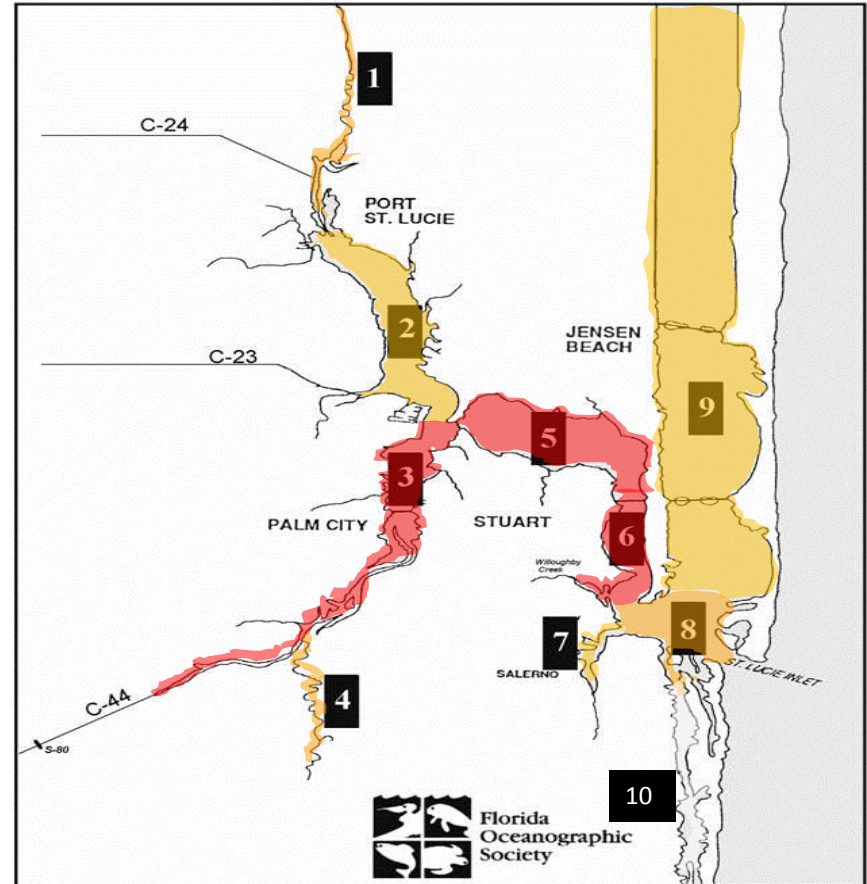 1
C-24
PORT
ST. LUCIE
2
JENSEN
BEACH
C-23
9
5
3
PALM CITY
STUART
6
Willoughby
Creek
7
8
SALERNO
ST. LUCIE INLET
4
C-44
S-80
10
Florida
Oceanographic
Society